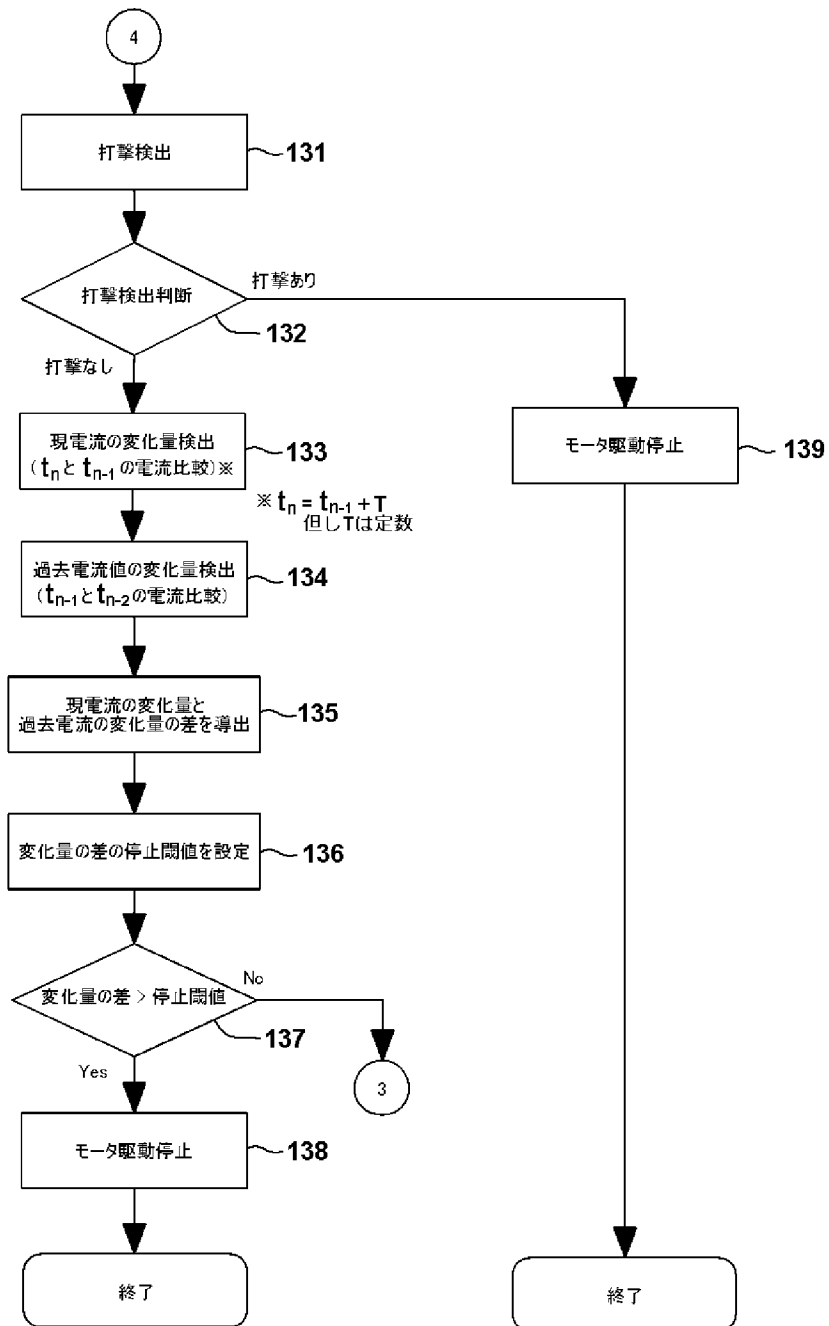 4
打撃検出
131
打撃検出判断
打撃あり
132
打撃なし
現電流の変化量検出
(tnとtn-1の電流比較)※
133
※ tn = tn-1 + T
但しTは定数
モータ駆動停止
139
過去電流値の変化量検出
(tn-1とtn-2の電流比較)
134
現電流の変化量と
過去電流の変化量の差を導出
135
変化量の差の停止閾値を設定
136
変化量の差 > 停止閾値
No
137
Yes
3
モータ駆動停止
138
終了
終了